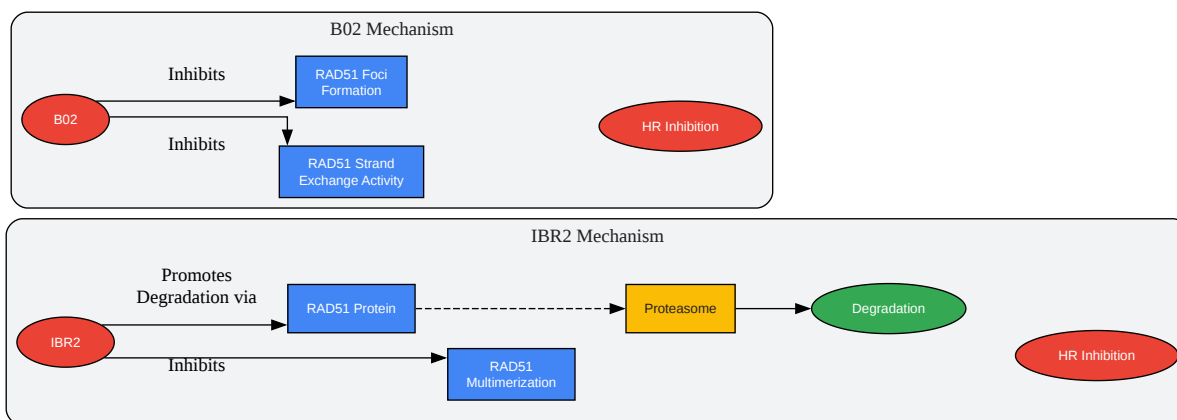 B02 Mechanism
Inhibits
RAD51 Foci
Formation
B02
HR Inhibition
Inhibits
RAD51 Strand
Exchange Activity
IBR2 Mechanism
Promotes
Degradation via
RAD51 Protein
Proteasome
Degradation
IBR2
HR Inhibition
Inhibits
RAD51
Multimerization